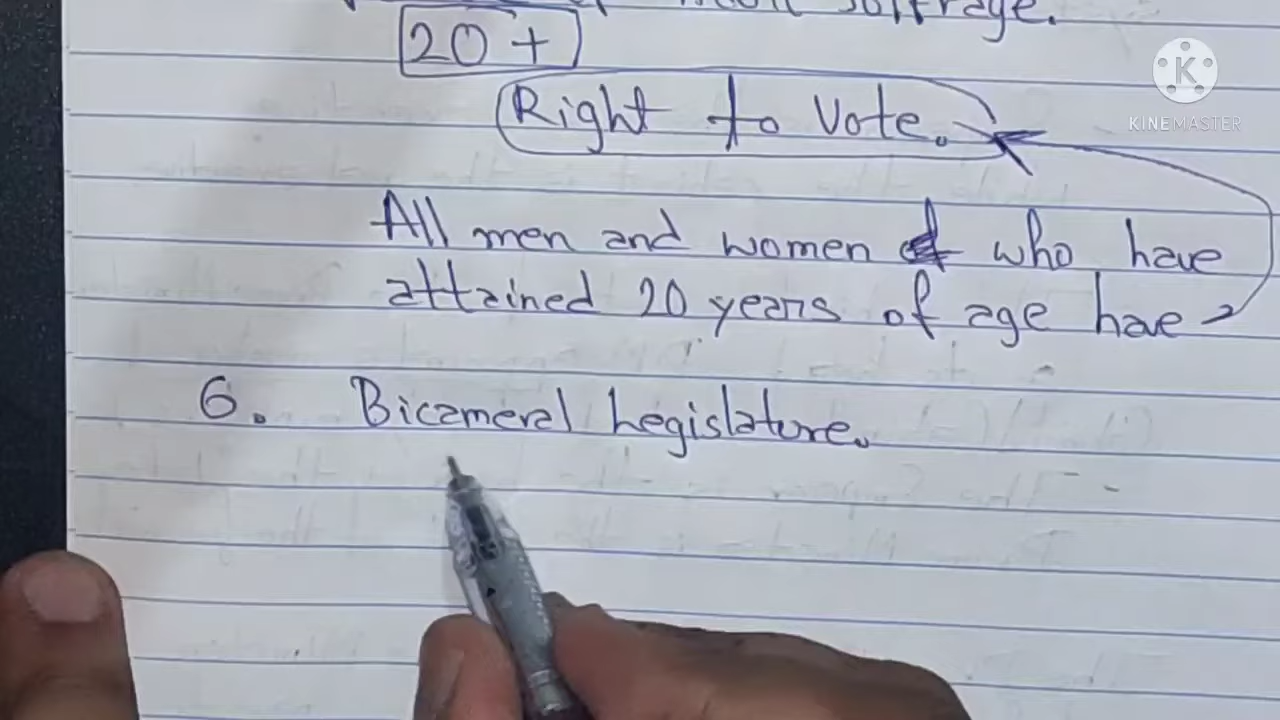 suffrage.
20 +
Right to Vote.
All men and women who have
attained 20 years of age have
6. Bicameral Legislature.
K
KINEMASTER